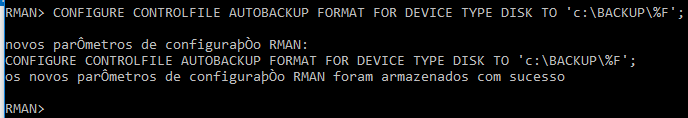 RMAN> CONFIGURE CONTROLFILE AUTOBACKUP FORMAT FOR DEVICE TYPE DISK TO 'c:\BACKUP\%F';
novos parÔmetros de configuraþÒo RMAN:
CONFIGURE CONTROLFILE AUTOBACKUP FORMAT FOR DEVICE TYPE DISK TO 'c:\BACKUP\%F';
os novos parÔmetros de configuraþÒo RMAN foram armazenados com sucesso
RMAN>